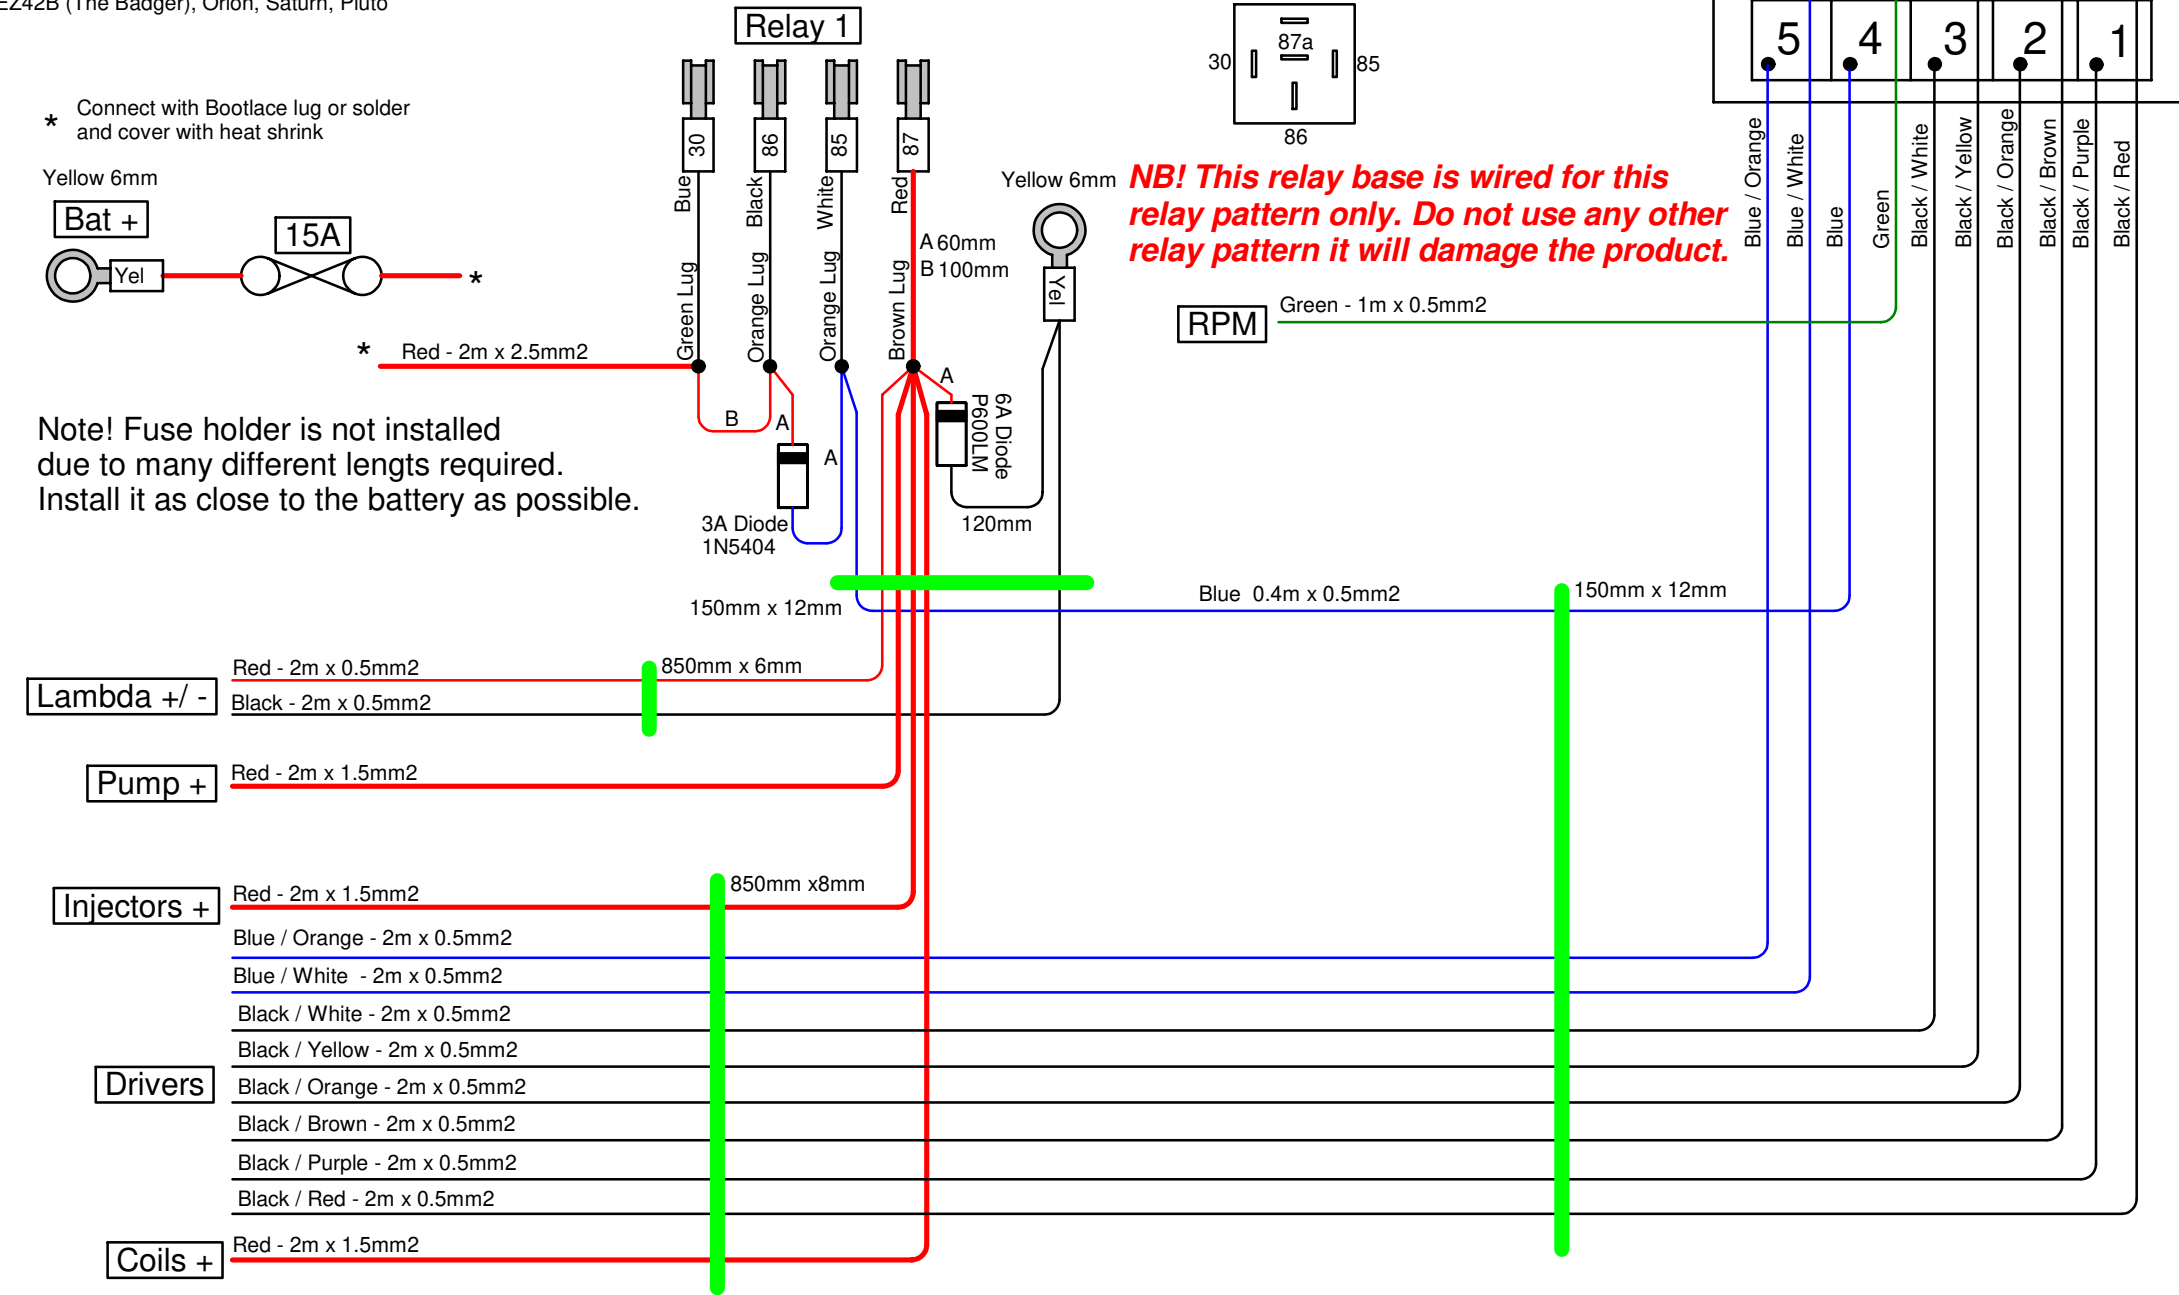 EZ42B (The Badger), Orion, Saturn, Pluto
Relay 1
* Connect with Bootlace lug or solder
and cover with heat shrink
Yellow 6mm
Bat +
Yel
15A
*
30
86
85
87
Bue
Black
White
Red
Green Lug
Orange Lug
Orange Lug
Brown Lug
A 60mm
B 100mm
Yellow 6mm
Yel
87a
30
85
86
NB! This relay base is wired for this
relay pattern only. Do not use any other
relay pattern it will damage the product.
5
4
3
2
1
Blue / Orange
Blue / White
Blue
Green
Black / White
Black / Yellow
Black / Orange
Black / Brown
Black / Purple
Black / Red
RPM
Green - 1m x 0.5mm2
*
Red - 2m x 2.5mm2
B
A
A
A
6A Diode
P600LM
120mm
3A Diode
1N5404
Note! Fuse holder is not installed
due to many different lengts required.
Install it as close to the battery as possible.
150mm x 12mm
Blue 0.4m x 0.5mm2
150mm x 12mm
Lambda +/ -
Red - 2m x 0.5mm2
850mm x 6mm
Black - 2m x 0.5mm2
Pump +
Red - 2m x 1.5mm2
Injectors +
Red - 2m x 1.5mm2
850mm x8mm
Blue / Orange - 2m x 0.5mm2
Blue / White - 2m x 0.5mm2
Black / White - 2m x 0.5mm2
Black / Yellow - 2m x 0.5mm2
Drivers
Black / Orange - 2m x 0.5mm2
Black / Brown - 2m x 0.5mm2
Black / Purple - 2m x 0.5mm2
Black / Red - 2m x 0.5mm2
Coils +
Red - 2m x 1.5mm2